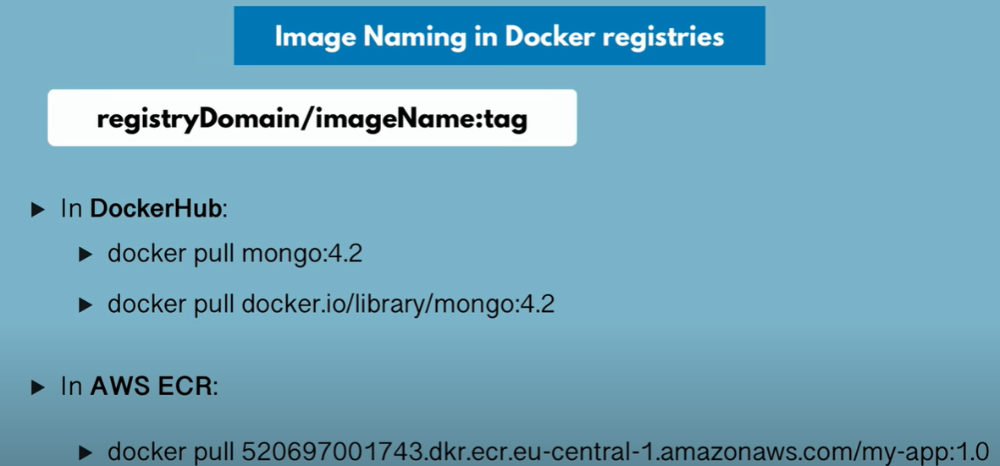 Image Naming in Docker registries
registryDomain/imageName:tag
In DockerHub:
docker pull mongo:4.2
docker pull docker.io/library/mongo:4.2
In AWS ECR:
docker pull 520697001743.dkr.ecr.eu-central-1.amazonaws.com/my-app:1.0